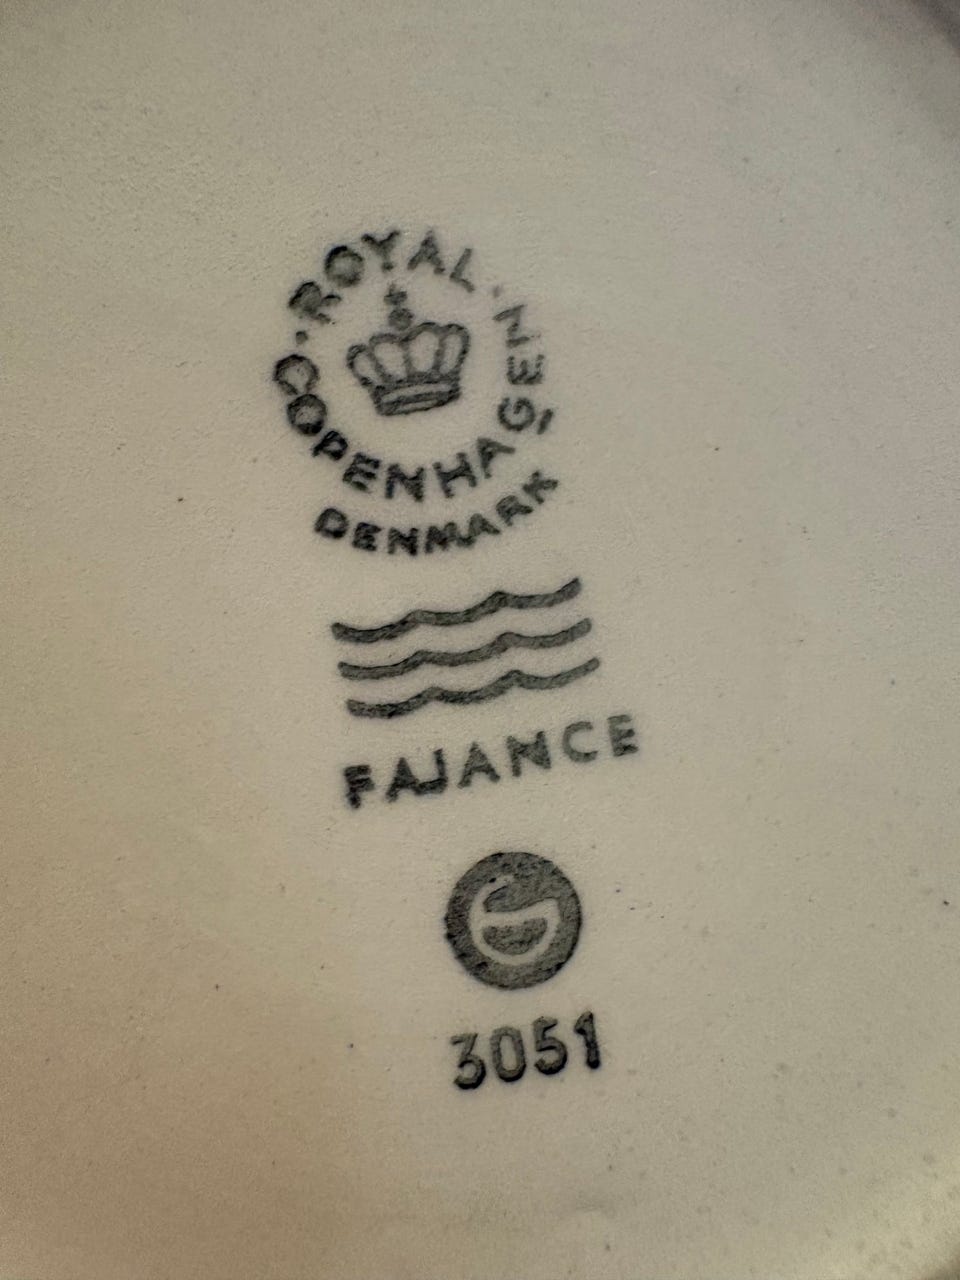 ROYAL
COPENHAGEN
DENMARK
FAJANCE
3051